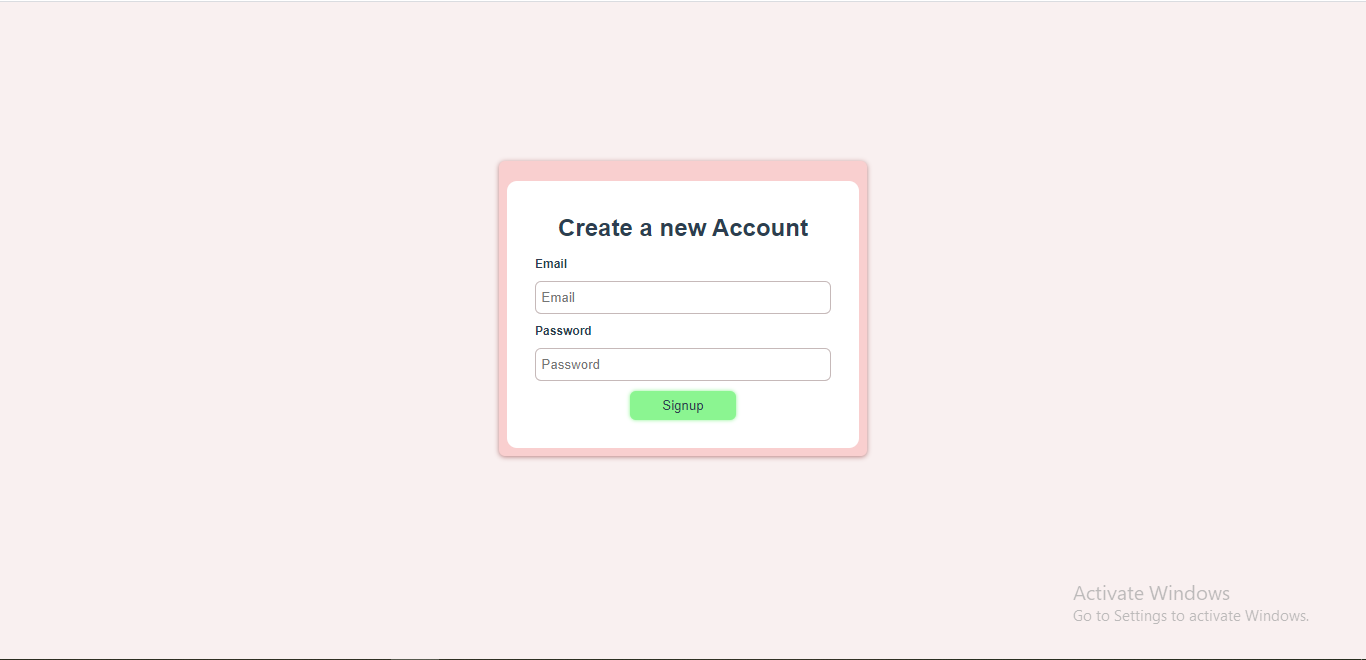 Create a new Account
Email
Email
Password
Password
Signup
Activate Windows
Go to Settings to activate Windows.